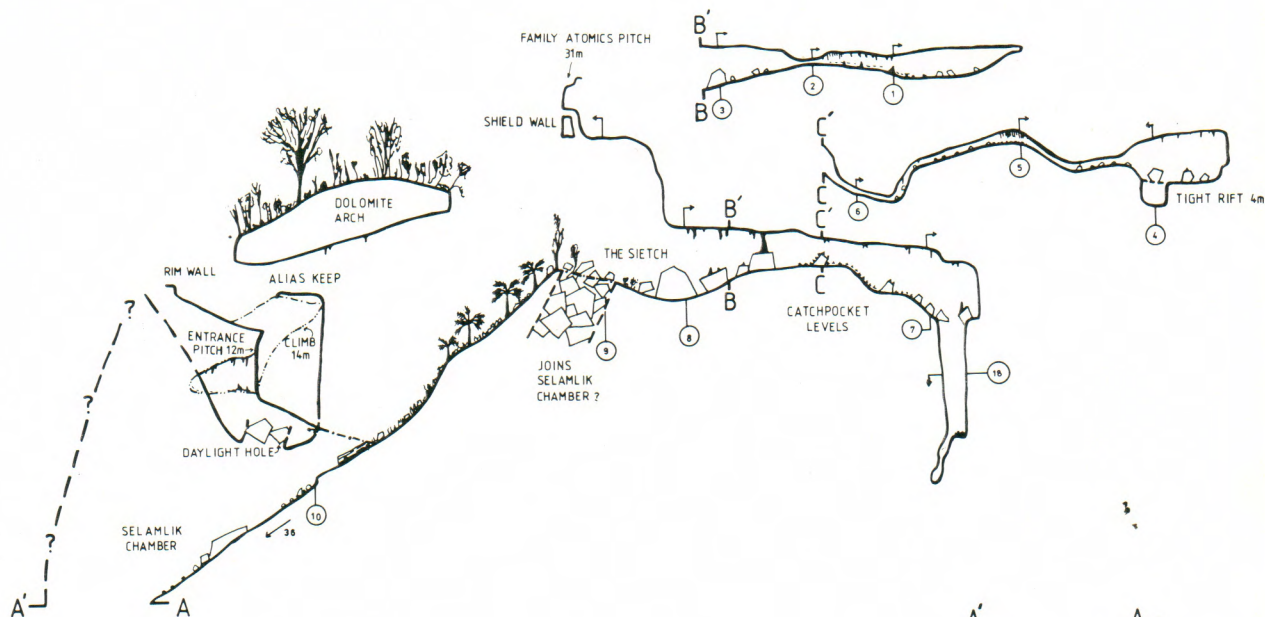 FAMILY ATOMICS PITCH
31m
SHIELD WALL
B'
B
3
2
1
C'
C
6
5
4
TIGHT RIFT 4m
DOLOMITE
ARCH
RIM WALL
ALIAS KEEP
ENTRANCE
PITCH 12m
CLIMB
14m
DAYLIGHT HOLE
?
?
?
THE SIETCH
B'
B
C'
C
CATCHPOCKET
LEVELS
7
8
9
JOINS
SELAMLIK
CHAMBER ?
18
10
36
SELAMLIK
CHAMBER
A'
A
A'
A